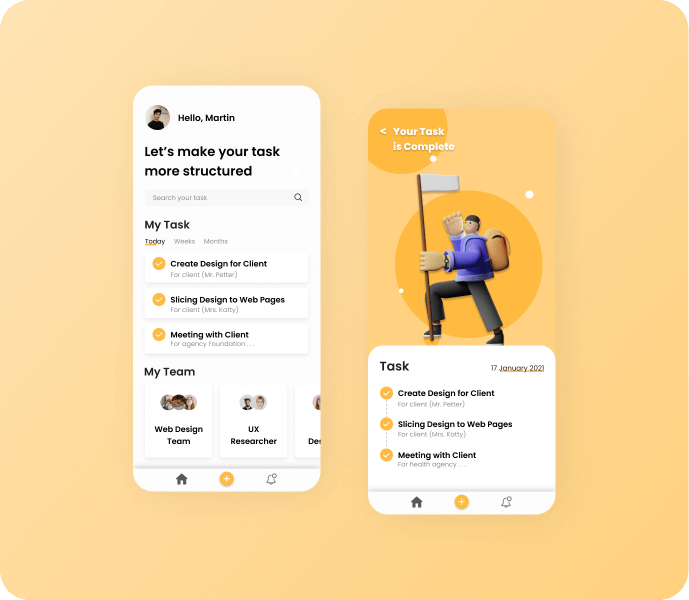 Hello, Martin
Let's make your task
more structured
Search your task
My Task
Today Weeks Months
Create Design for Client
For client (Mr. Petter)
Slicing Design to Web Pages
For client (Mrs. Katty)
Meeting with Client
For agency Foundation . . .
My Team
Web Design
Team
UX
Researcher
< Your Task
is Complete
Task
17 January 2021
Create Design for Client
For client (Mr. Petter)
Slicing Design to Web Pages
For client (Mrs. Katty)
Meeting with Client
For health agency . . .